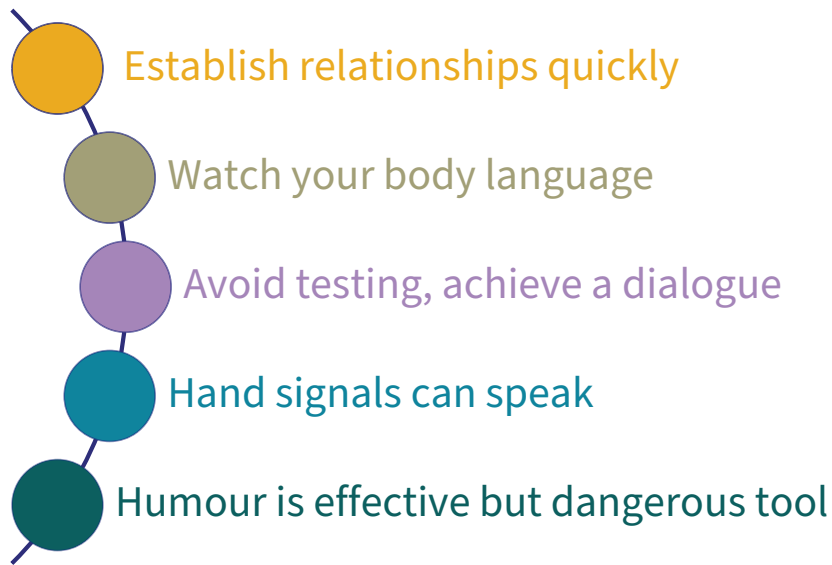 Establish relationships quickly
Watch your body language
Avoid testing, achieve a dialogue
Hand signals can speak
Humour is effective but dangerous tool